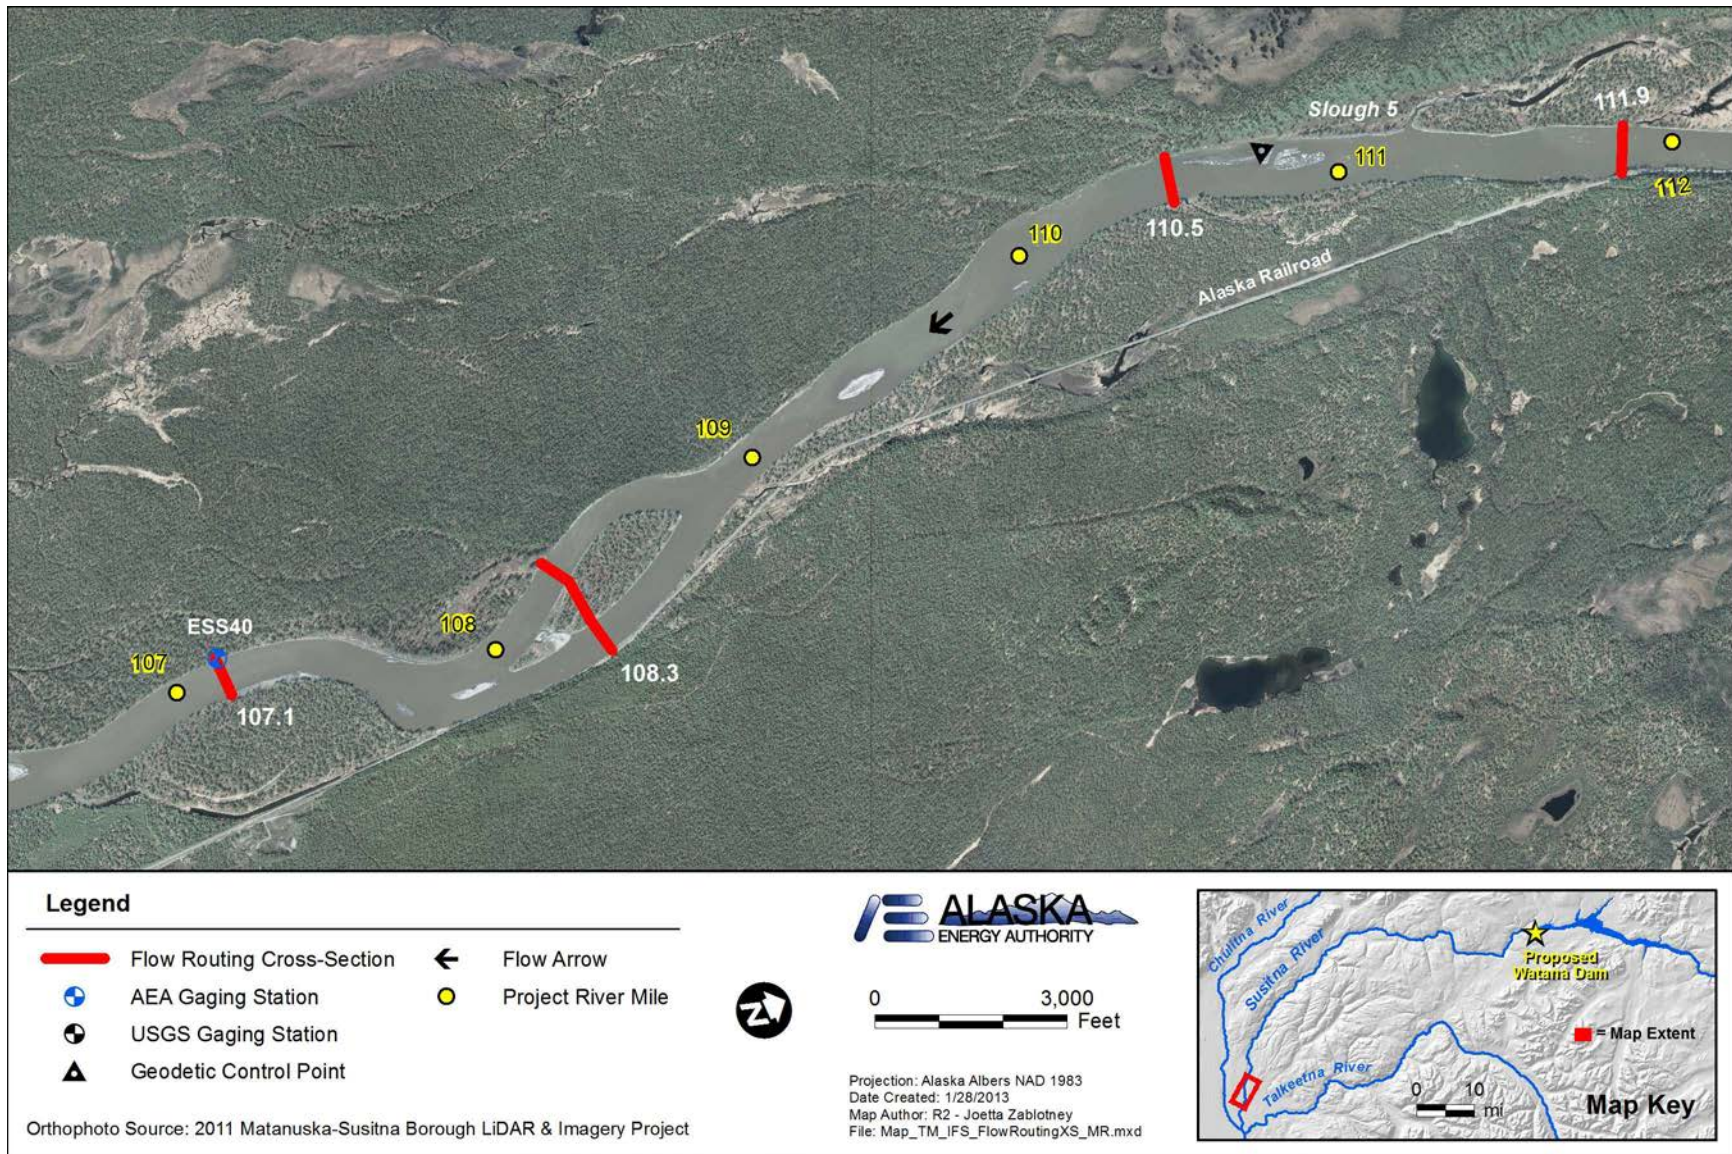 Slough 5
111.9
111
112
110.5
110
Alaska Railroad
109
108
ESS40
107
108.3
107.1
Legend
Flow Routing Cross-Section
AEA Gaging Station
USGS Gaging Station
Geodetic Control Point
Flow Arrow
Project River Mile
Orthophoto Source: 2011 Matanuska-Susitna Borough LiDAR & Imagery Project
ALASKA
ENERGY AUTHORITY
N
0 3,000
Feet
Projection: Alaska Albers NAD 1983
Date Created: 1/28/2013
Map Author: R2 - Joetta Zablotney
File: Map_TM_IFS_FlowRoutingXS_MR.mxd
Chulitna River
Susitna River
Proposed
Watana Dam
= Map Extent
Talkeetna River
0 10
mi
Map Key